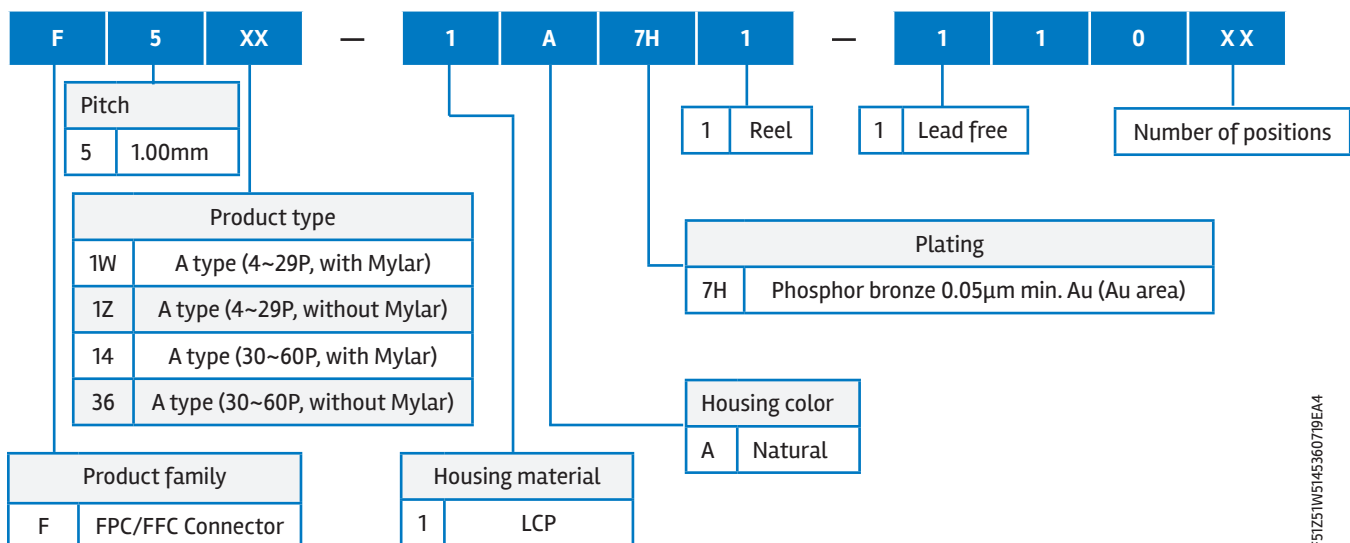 F 5 XX — 1 A 7H 1 — 1 1 0 X X
Pitch
5 1.00mm
1 Reel
1 Lead free
Number of positions
Product type
1W A type (4~29P, with Mylar)
1Z A type (4~29P, without Mylar)
14 A type (30~60P, with Mylar)
36 A type (30~60P, without Mylar)
Plating
7H Phosphor bronze 0.05μm min. Au (Au area)
Housing color
A Natural
Product family
F FPC/FFC Connector
Housing material
1 LCP